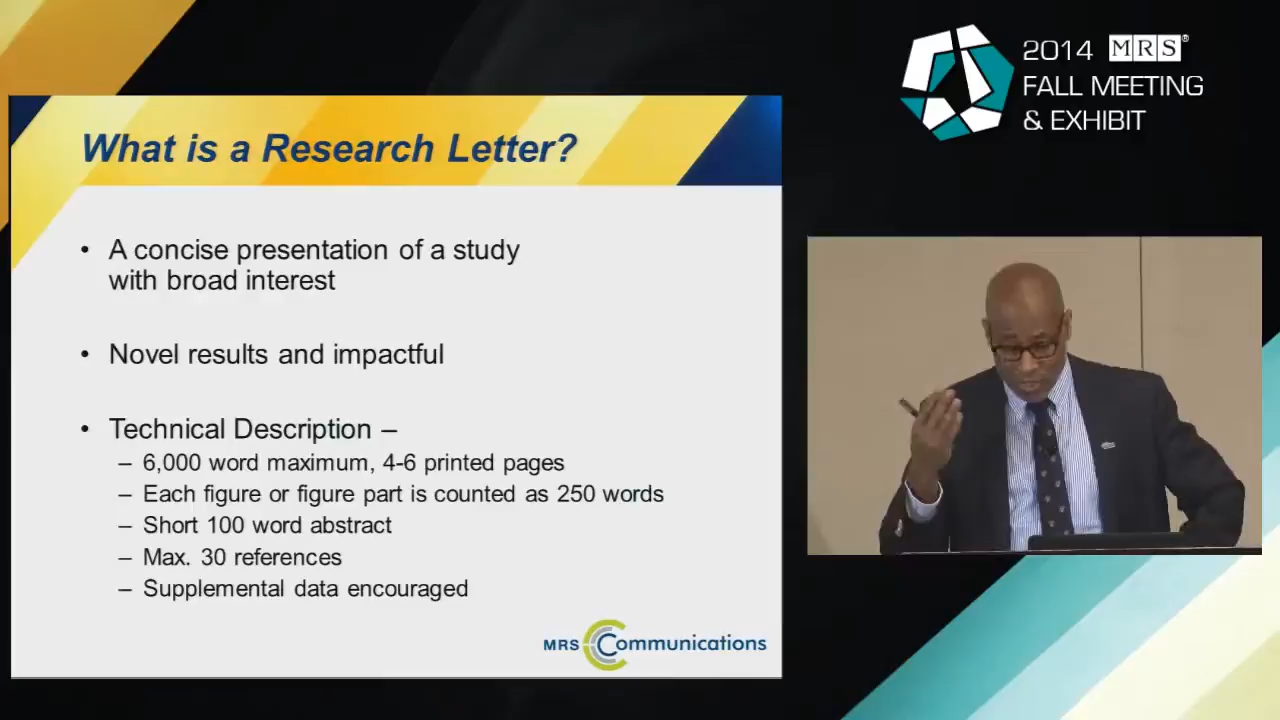 What is a Research Letter?
• A concise presentation of a study
with broad interest
• Novel results and impactful
• Technical Description –
– 6,000 word maximum, 4-6 printed pages
– Each figure or figure part is counted as 250 words
– Short 100 word abstract
– Max. 30 references
– Supplemental data encouraged
MRS Communications
2014 MRS®
FALL MEETING
& EXHIBIT